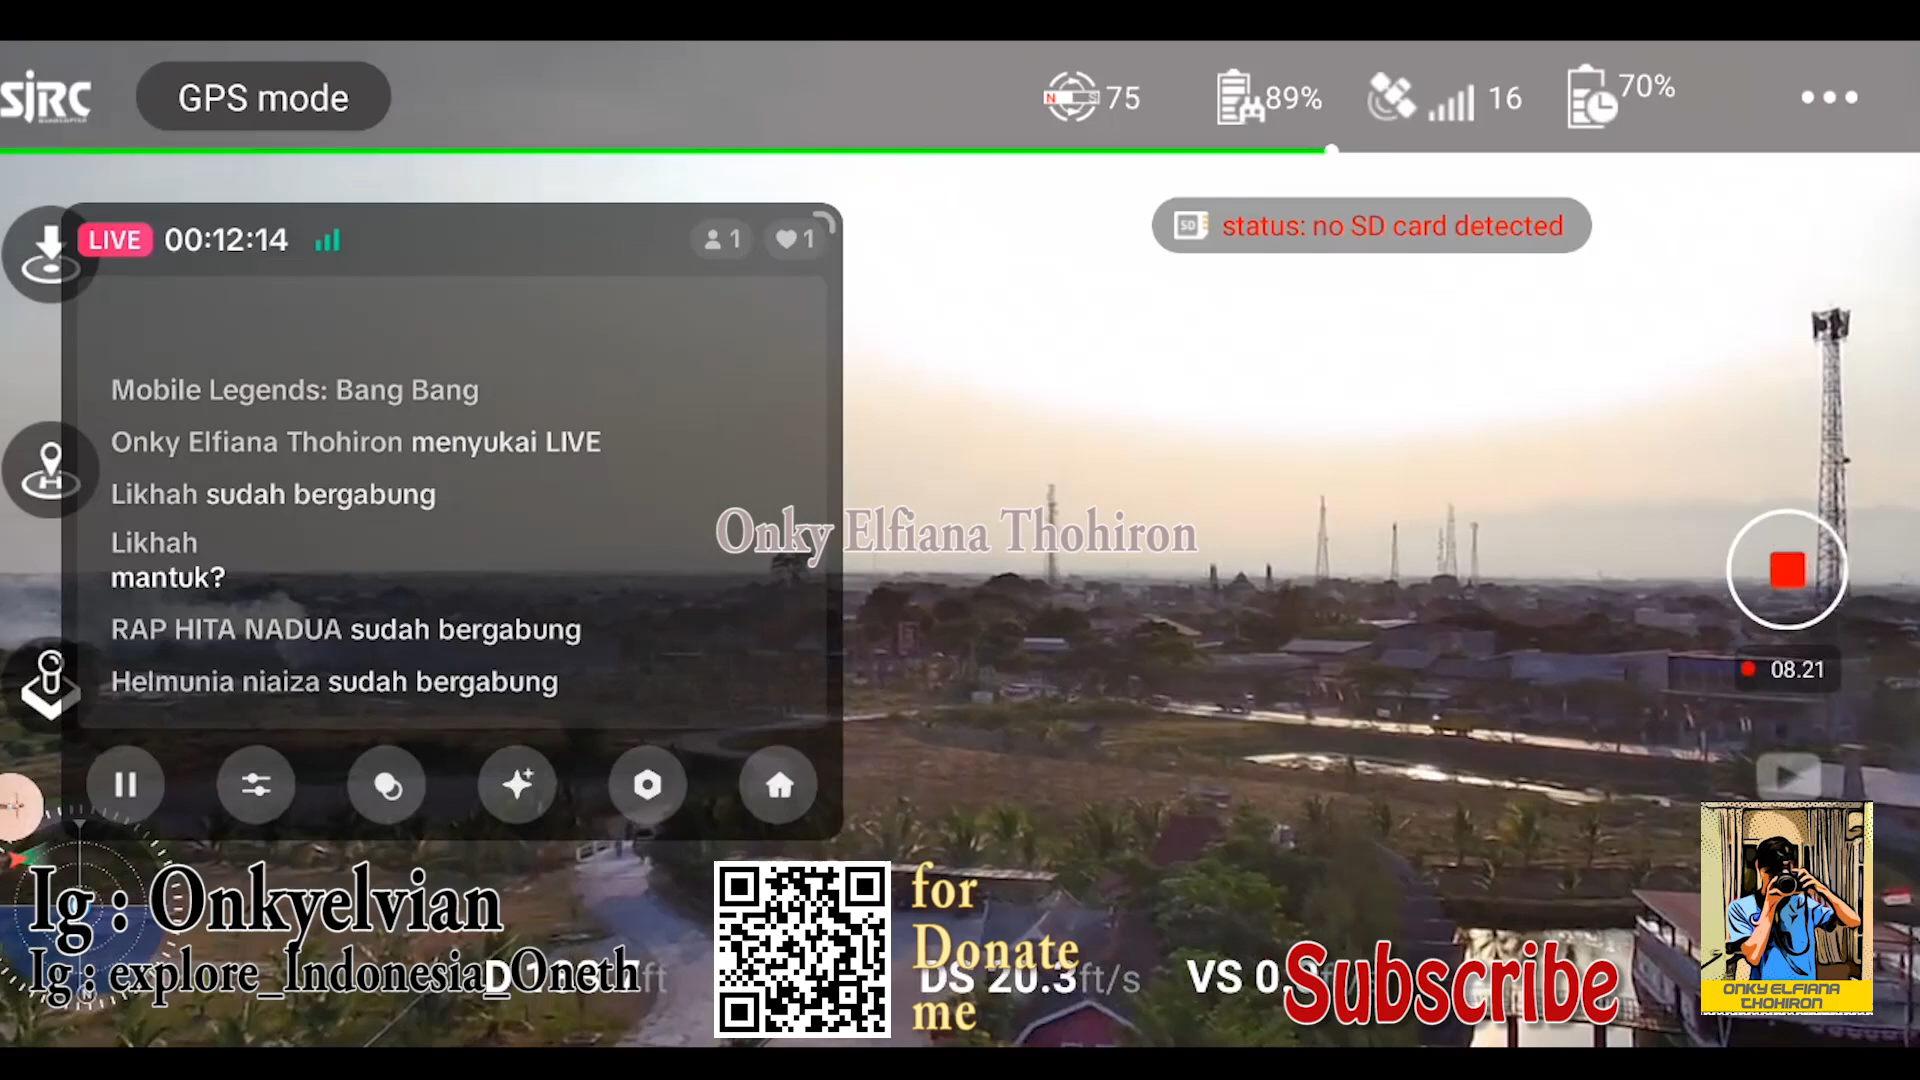 SJRC
GPS mode
N S 75
89%
16
70%
SD status: no SD card detected
LIVE 00:12:14
1
1
Mobile Legends: Bang Bang
Onky Elfiana Thohiron menyukai LIVE
Likhah sudah bergabung
Likhah
mantuk?
RAP HITA NADUA sudah bergabung
Helmunia niaiza sudah bergabung
Onky Elfiana Thohiron
08.21
Ig : Onkyelvian
Ig : explore_Indonesia_Oneth
for
Donate
me
DS 20.3ft/s
VS 0.
Subscribe
ONKY ELFIANA
THOHIRON